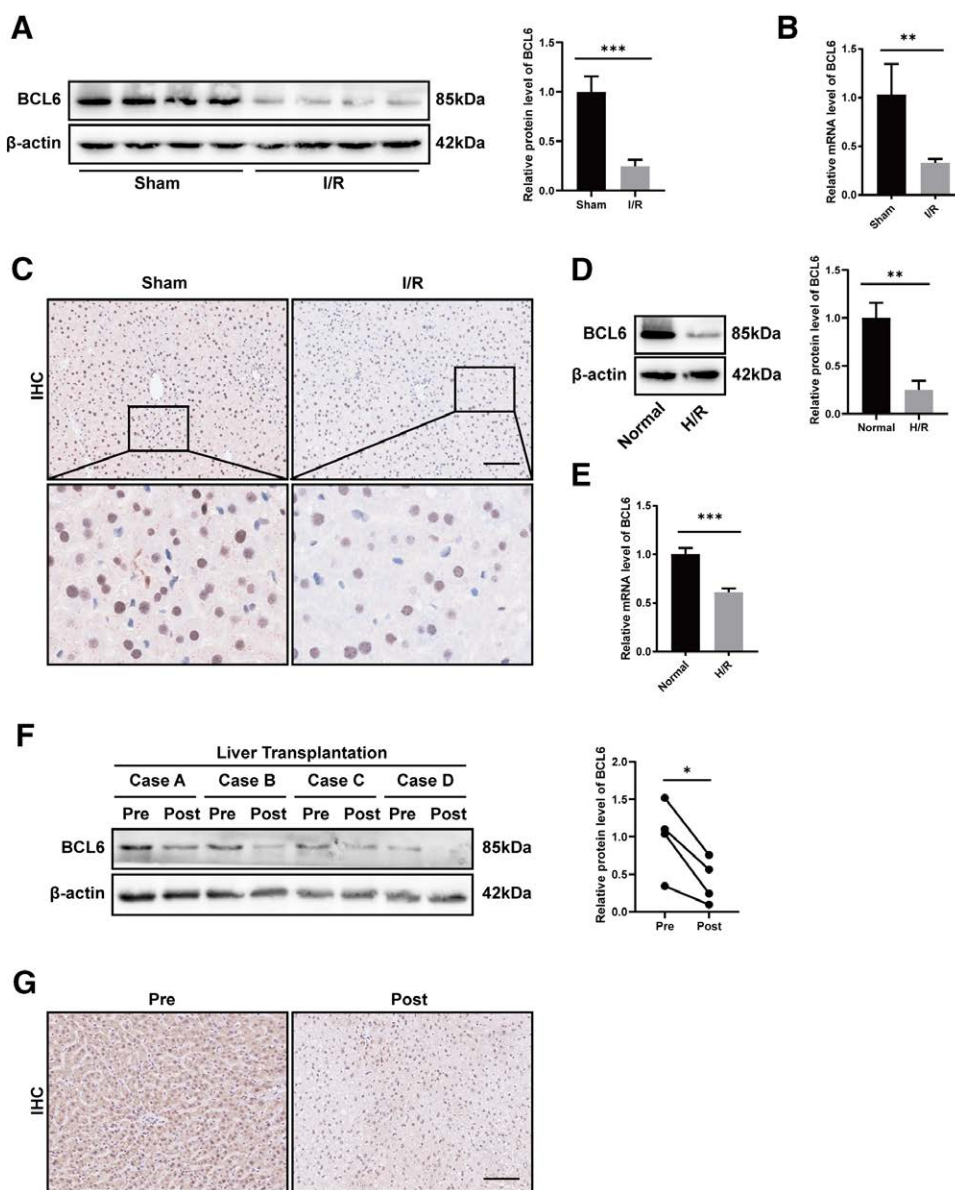 A
BCL6
85kDa
β-actin
42kDa
Sham
I/R
Relative protein level of BCL6
1.5
1.0
0.5
0.0
***
Sham
I/R
B
Relative mRNA level of BCL6
1.5
1.0
0.5
0.0
**
Sham
I/R
C
Sham
I/R
IHC
D
BCL6
85kDa
β-actin
42kDa
Normal
H/R
Relative protein level of BCL6
1.5
1.0
0.5
0.0
**
Normal
H/R
E
Relative mRNA level of BCL6
1.5
1.0
0.5
0.0
***
Normal
H/R
F
Liver Transplantation
Case A Case B Case C Case D
Pre Post Pre Post Pre Post Pre Post
BCL6
85kDa
β-actin
42kDa
Relative protein level of BCL6
2.0
1.5
1.0
0.5
0.0
*
Pre
Post
G
Pre
Post
IHC